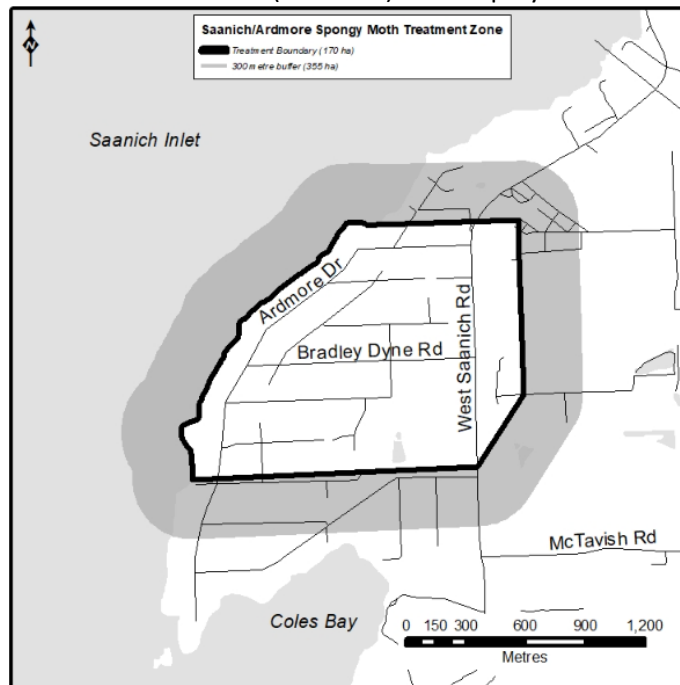 Saanich/Ardmore Spongy Moth Treatment Zone
Treatment Boundary (170 ha)
300 metre buffer (355 ha)
N
Saanich Inlet
Ardmore Dr
Bradley Dyne Rd
West Saanich Rd
McTavish Rd
Coles Bay
0 150 300 600 900 1,200
Metres